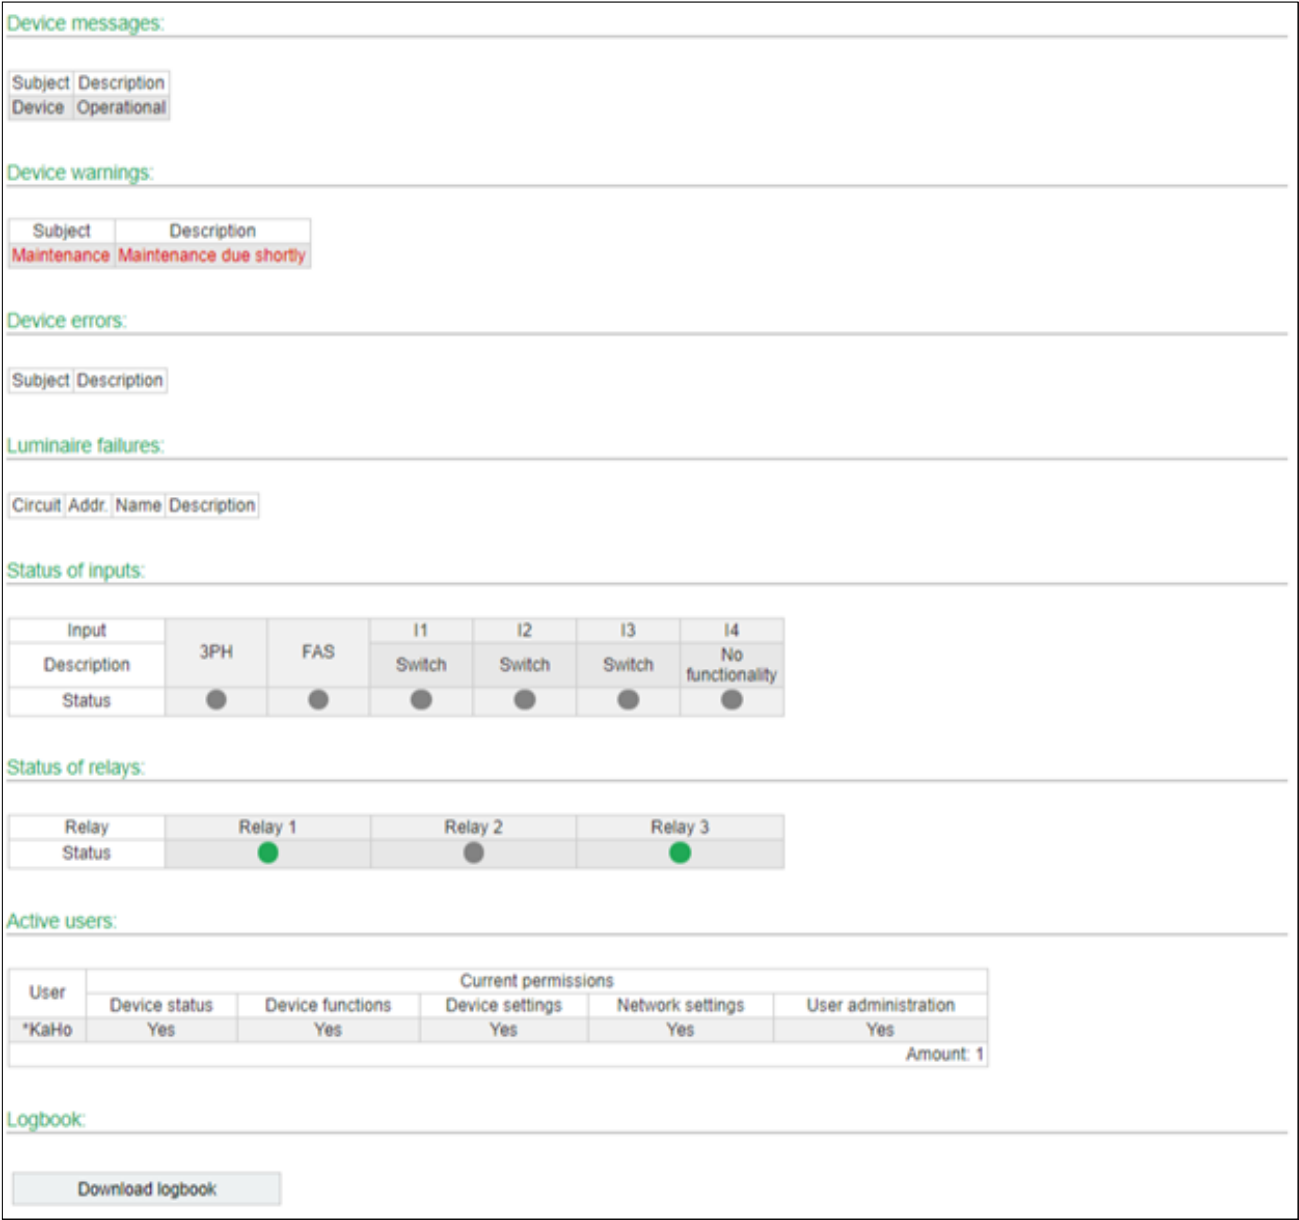 Device messages:
Subject Description
Device Operational
Device warnings:
Subject Description
Maintenance Maintenance due shortly
Device errors:
Subject Description
Luminaire failures:
Circuit Addr. Name Description
Status of inputs:
Input 3PH FAS I1 I2 I3 I4
Description Switch Switch Switch No functionality
Status
Status of relays:
Relay Relay 1 Relay 2 Relay 3
Status
Active users:
User Current permissions
Device status Device functions Device settings Network settings User administration
*KaHo Yes Yes Yes Yes Yes
Amount: 1
Logbook:
Download logbook